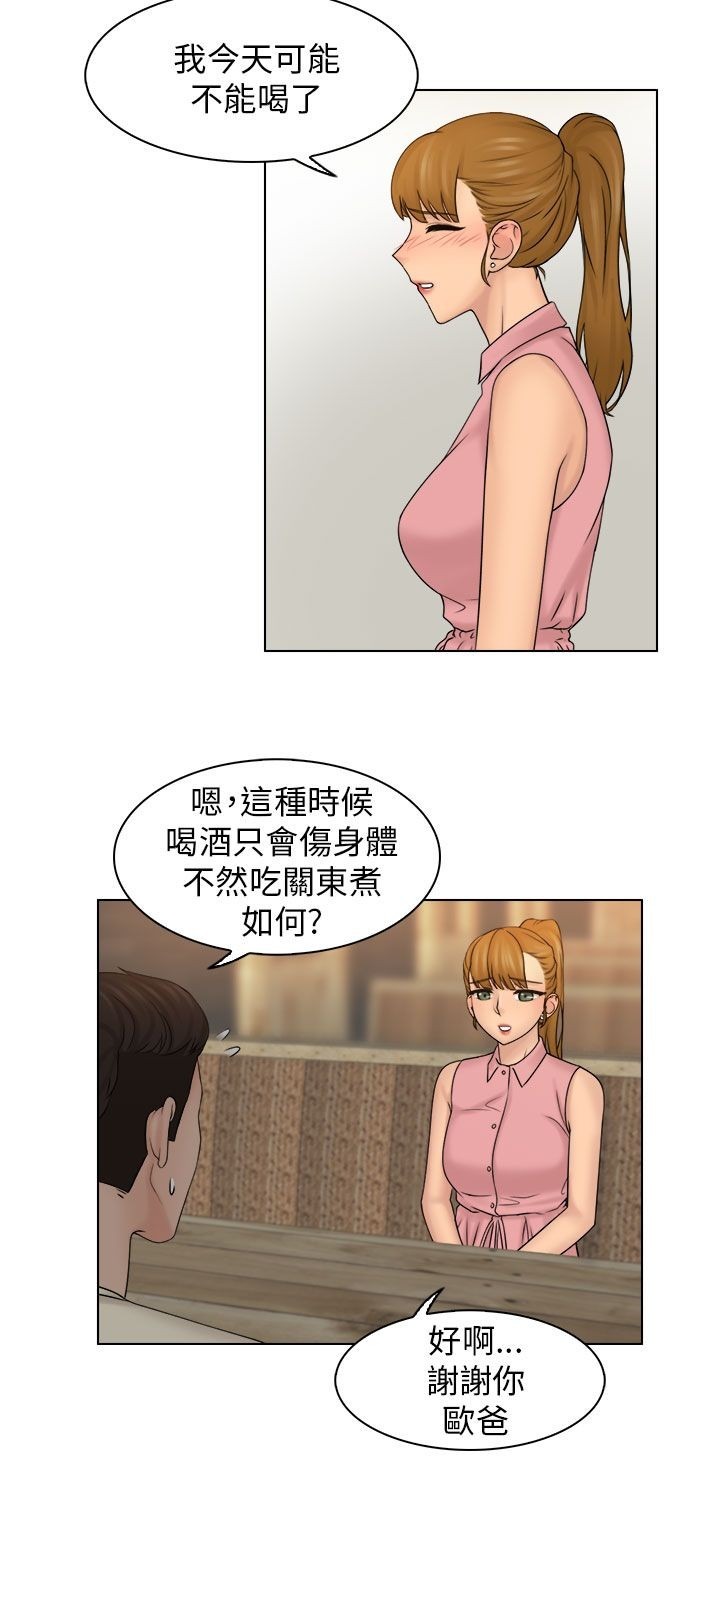 我今天可能
不能喝了
嗯，這種時候
喝酒只會傷身體
不然吃關東煮
如何?
好啊...
謝謝你
歐爸